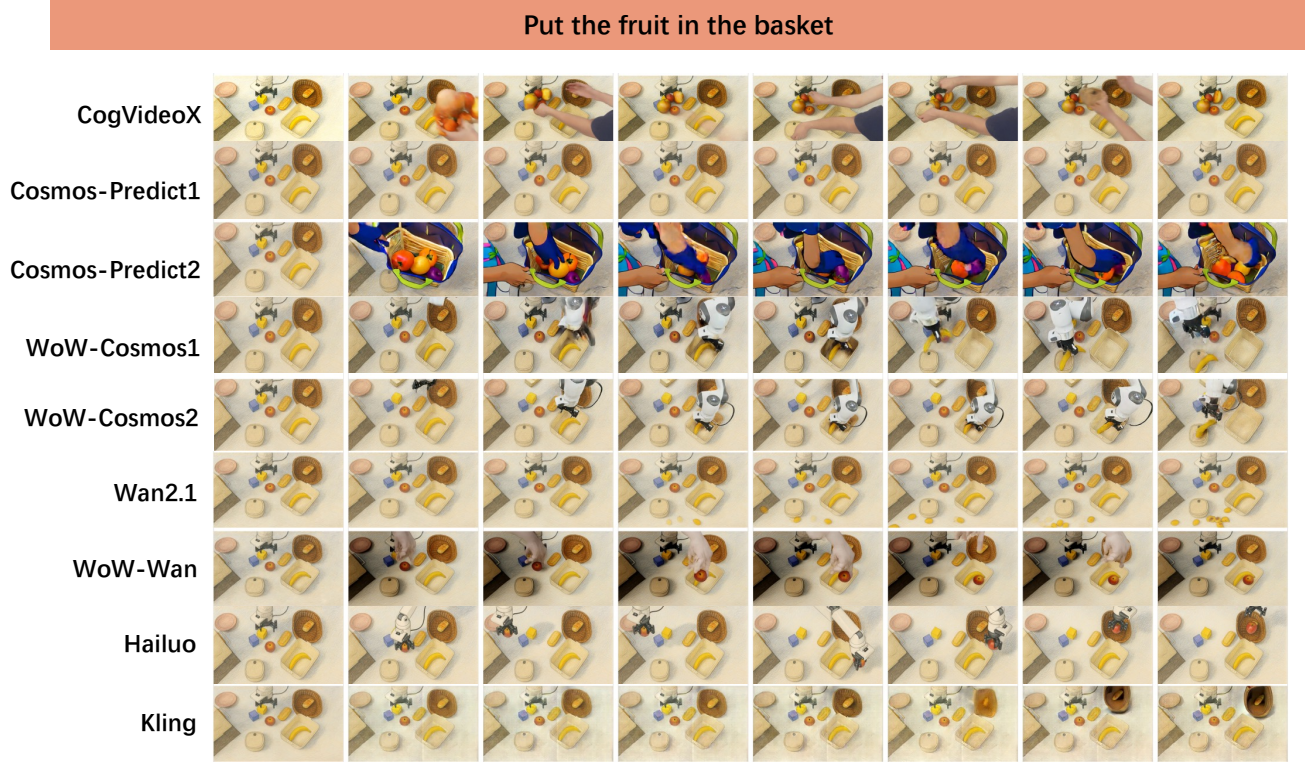 Put the fruit in the basket
CogVideoX
Cosmos-Predict1
Cosmos-Predict2
WoW-Cosmos1
WoW-Cosmos2
Wan2.1
WoW-Wan
Hailuo
Kling